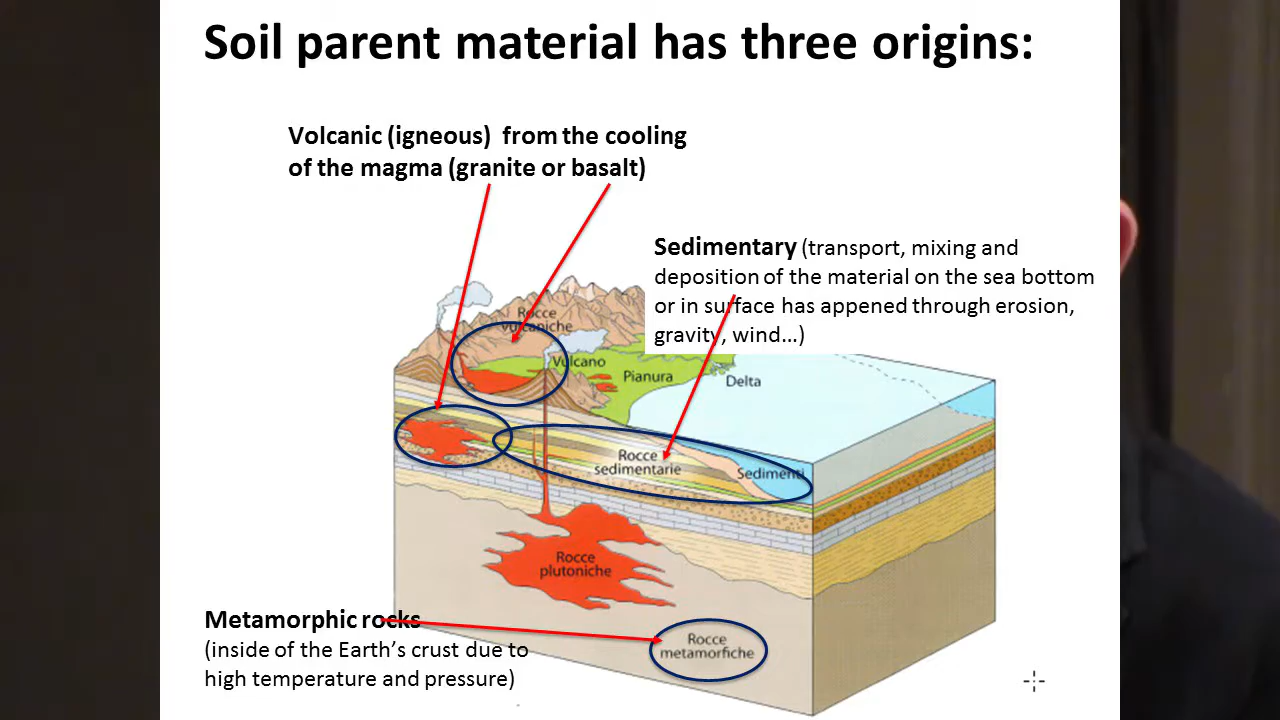 Soil parent material has three origins:
Volcanic (igneous) from the cooling
of the magma (granite or basalt)
Sedimentary (transport, mixing and
deposition of the material on the sea bottom
or in surface has appened through erosion,
gravity, wind...)
Rocce
vulcaniche
Vulcano
Pianura
Delta
Rocce
sedimentarie
Sedimenti
Rocce
plutoniche
Metamorphic rocks
(inside of the Earth's crust due to
high temperature and pressure)
Rocce
metamorfiche